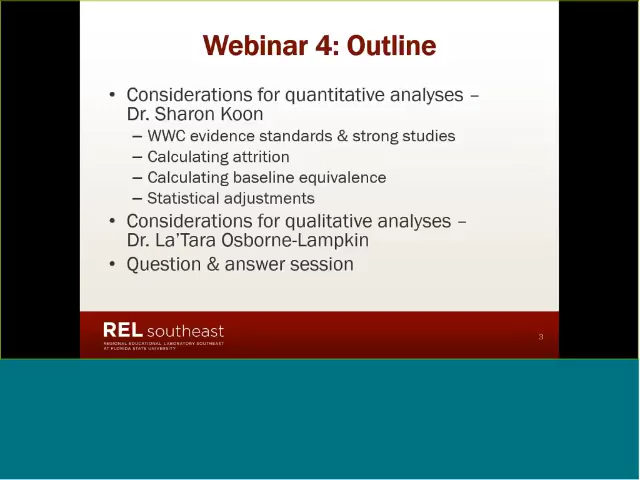 Webinar 4: Outline
• Considerations for quantitative analyses –
Dr. Sharon Koon
– WWC evidence standards & strong studies
– Calculating attrition
– Calculating baseline equivalence
– Statistical adjustments
• Considerations for qualitative analyses –
Dr. La'Tara Osborne-Lampkin
• Question & answer session
REL southeast
REGIONAL EDUCATIONAL LABORATORY SOUTHEAST
AT FLORIDA STATE UNIVERSITY
3